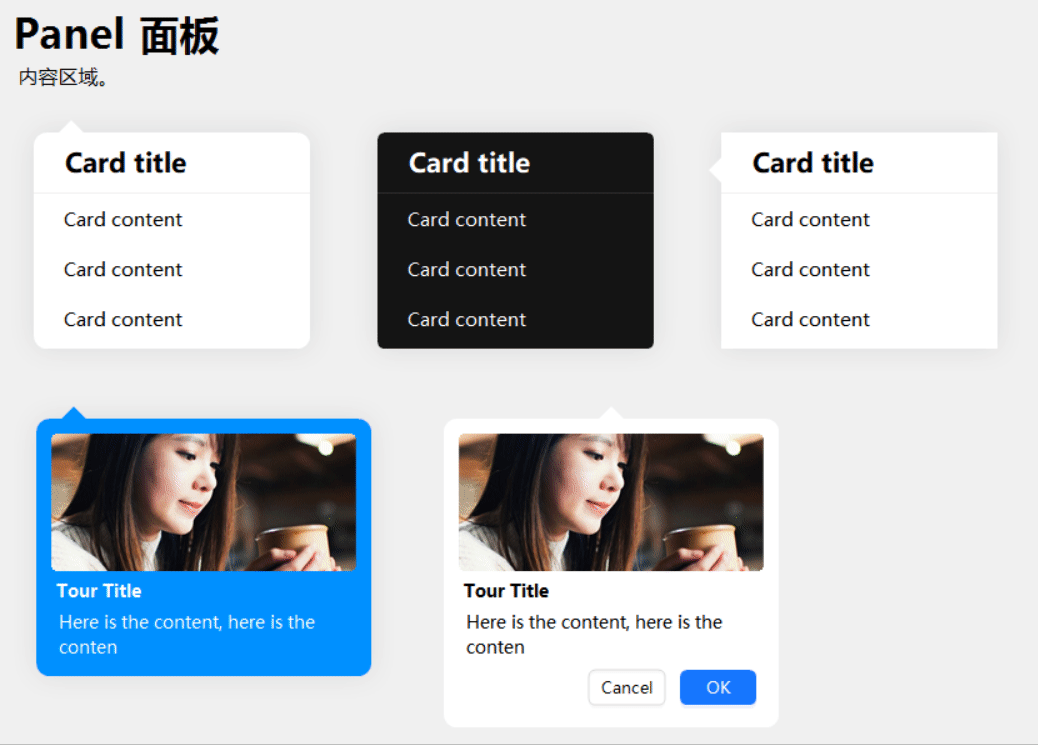 Panel 面板
内容区域。
Card title
Card content
Card content
Card content
Card title
Card content
Card content
Card content
Card title
Card content
Card content
Card content
Tour Title
Here is the content, here is the
conten
Tour Title
Here is the content, here is the
conten
Cancel
OK